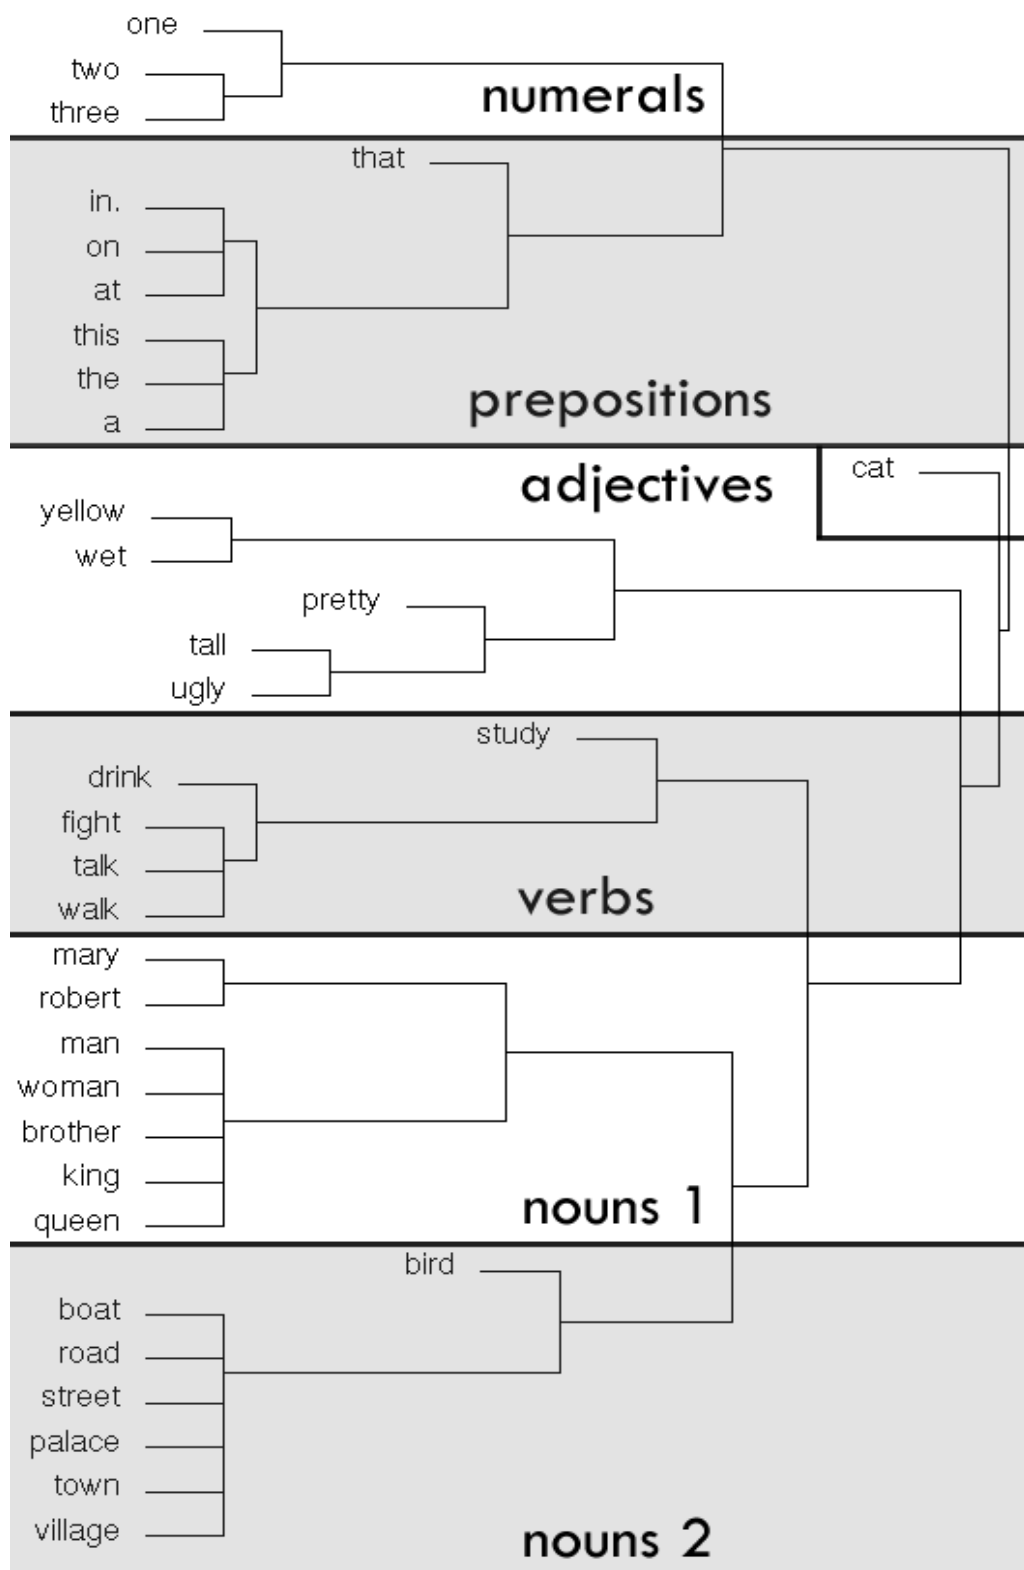 one
two
numerals
three
that
in.
on
at
this
the
prepositions
a
cat
adjectives
yellow
wet
pretty
tall
ugly
study
drink
fight
talk
verbs
walk
mary
robert
man
woman
brother
king
nouns 1
queen
bird
boat
road
street
palace
town
village
nouns 2